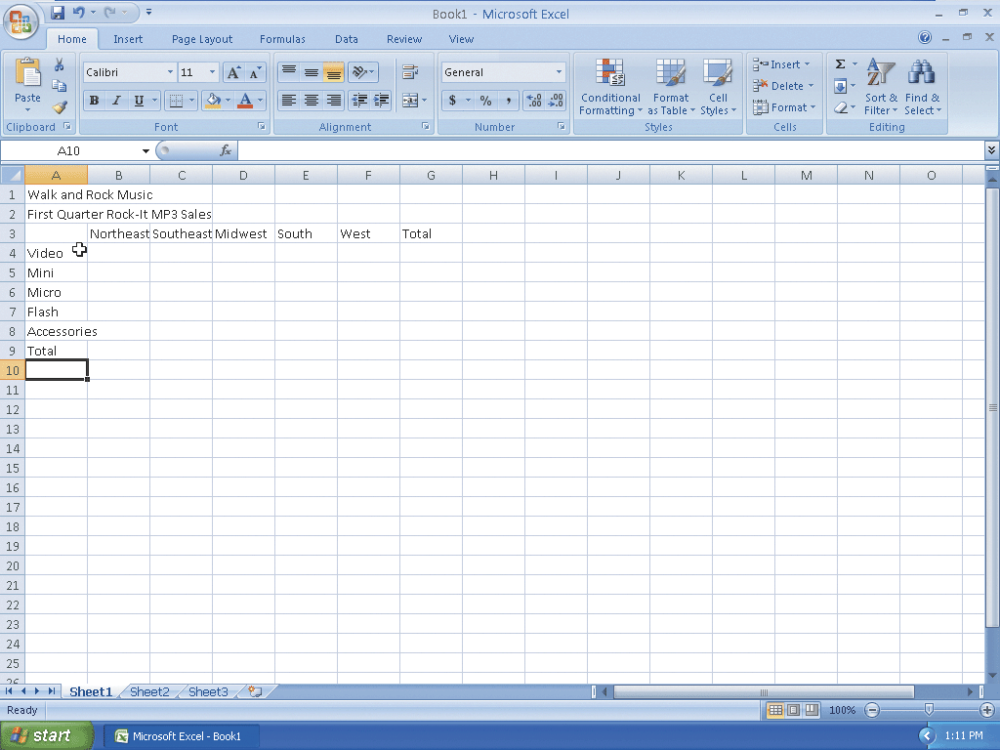 Book1 - Microsoft Excel
Home Insert Page Layout Formulas Data Review View
Paste
Calibri 11
B I U A
General
$ % ,
Conditional Formatting
Format as Table
Cell Styles
Insert
Delete
Format
Σ
Sort & Filter
Find & Select
Clipboard Font Alignment Number Styles Cells Editing
A10 fx
A B C D E F G H I J K L M N O
1 Walk and Rock Music
2 First Quarter Rock-It MP3 Sales
3 Northeast Southeast Midwest South West Total
4 Video
5 Mini
6 Micro
7 Flash
8 Accessories
9 Total
10
11
12
13
14
15
16
17
18
19
20
21
22
23
24
25
26
Sheet1 Sheet2 Sheet3
Ready 100%
start Microsoft Excel - Book1 1:11 PM